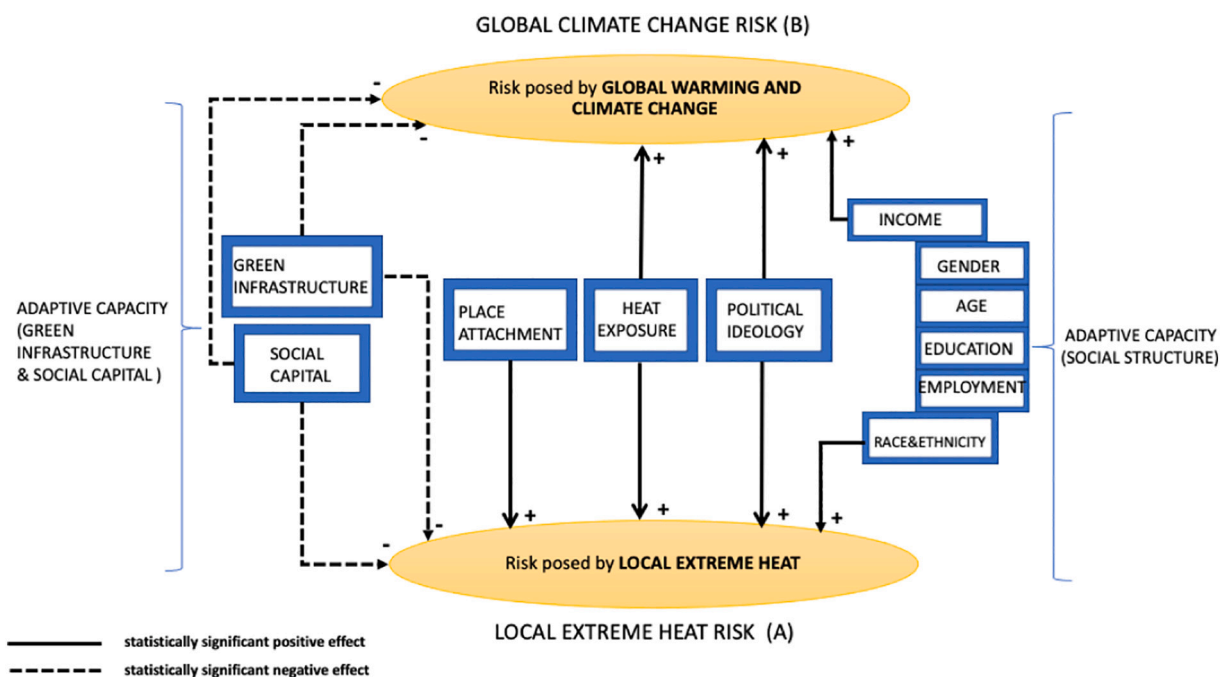 GLOBAL CLIMATE CHANGE RISK (B)
Risk posed by GLOBAL WARMING AND
CLIMATE CHANGE
-
-
+
+
+
INCOME
GENDER
AGE
EDUCATION
EMPLOYMENT
RACE&ETHNICITY
ADAPTIVE CAPACITY
(SOCIAL STRUCTURE)
GREEN
INFRASTRUCTURE
SOCIAL
CAPITAL
ADAPTIVE CAPACITY
(GREEN
INFRASTRUCTURE
& SOCIAL CAPITAL )
PLACE
ATTACHMENT
HEAT
EXPOSURE
POLITICAL
IDEOLOGY
-
-
+
+
+
+
Risk posed by LOCAL EXTREME HEAT
LOCAL EXTREME HEAT RISK (A)
statistically significant positive effect
statistically significant negative effect